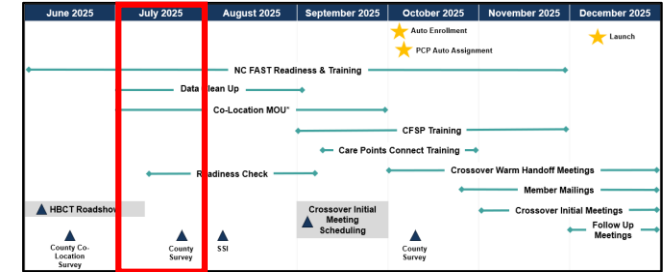 June 2025 July 2025 August 2025 September 2025 October 2025 November 2025 December 2025
Auto Enrollment
Launch
PCP Auto Assignment
NC FAST Readiness & Training
Data Clean Up
Co-Location MOU*
CFSP Training
Care Points Connect Training
Readiness Check
Crossover Warm Handoff Meetings
Member Mailings
HBCT Roadshow
Crossover Initial
Meeting
Scheduling
Crossover Initial Meetings
Follow Up
Meetings
County Co-
Location
Survey
County
Survey
SSI
County
Survey